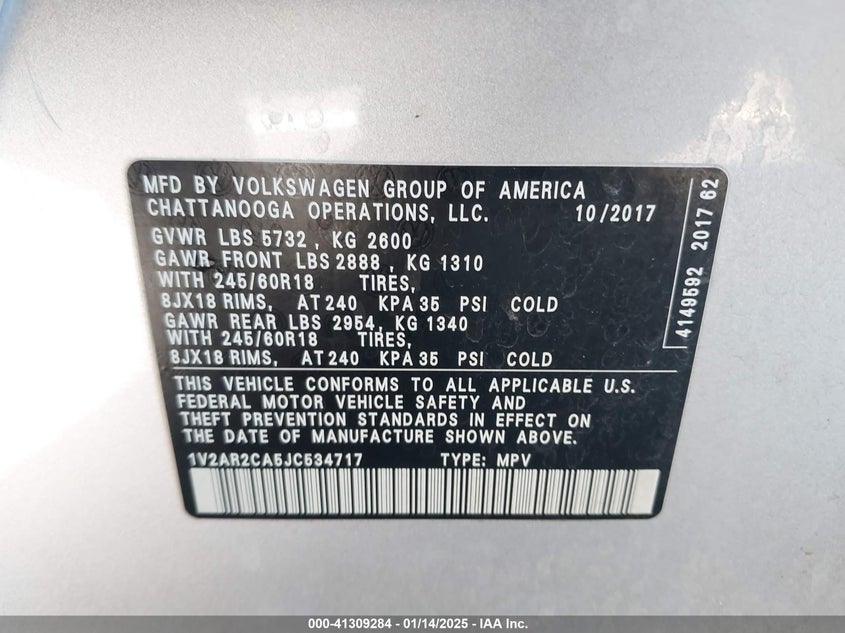 MFD BY VOLKSWAGEN GROUP OF AMERICA
CHATTANOOGA OPERATIONS, LLC. 10/2017
GVWR LBS 5732 , KG 2600
GAWR FRONT LBS 2888 , KG 1310
WITH 245/60R18 TIRES,
8JX18 RIMS, AT 240 KPA 35 PSI COLD
GAWR REAR LBS 2954, KG 1340
WITH 245/60R18 TIRES,
8JX18 RIMS, AT 240 KPA 35 PSI COLD
4149592 2017 62
THIS VEHICLE CONFORMS TO ALL APPLICABLE U.S.
FEDERAL MOTOR VEHICLE SAFETY AND
THEFT PREVENTION STANDARDS IN EFFECT ON
THE DATE OF MANUFACTURE SHOWN ABOVE.
1V2AR2CA5JC534717 TYPE: MPV
000-41309284 - 01/14/2025 - IAA Inc.